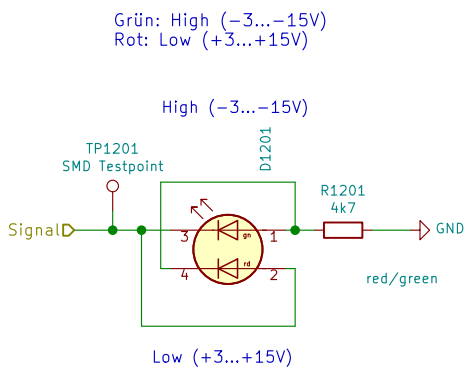 Grün: High (−3...−15V)
Rot: Low (+3...+15V)
High (−3...−15V)
D1201
TP1201
SMD Testpoint
R1201
4k7
Signal
3
gn
1
GND
4
rd
2
red/green
Low (+3...+15V)